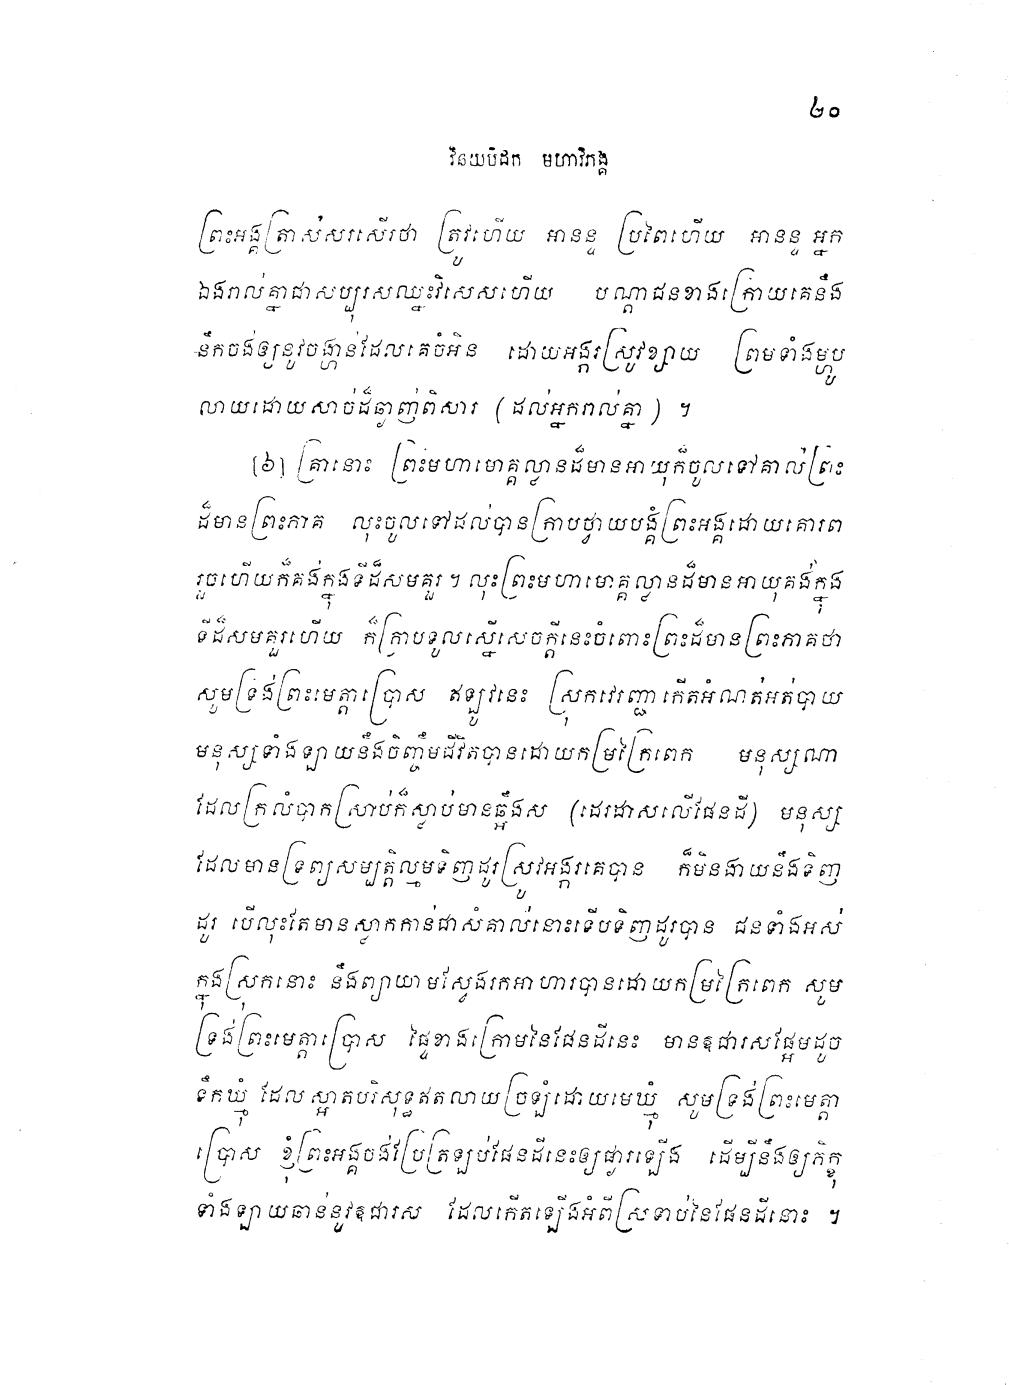 ២០
វិនយបិដក មហាវិភង្គ
ព្រះអង្គត្រាស់សរសើរថា ត្រូវហើយ អានន្ទ ប្រពៃហើយ អានន្ទ អ្នក
ឯងរាល់គ្នាជាសប្បុរសឈ្នះវិសេសហើយ បណ្តាជនខាងក្រោយគេនឹង
នឹកចង់ឲ្យនូវចង្ហាន់ដែលគេចំអិន ដោយអង្ករស្រូវខ្សាយ ព្រមទាំងម្ហូប
លាយដោយសាច់ដ៏ឆ្ងាញ់ពិសារ (ដល់អ្នករាល់គ្នា) ។
[៦] គ្រានោះ ព្រះមហាមោគ្គល្លានដ៏មានអាយុក៏ចូលទៅគាល់ព្រះ
ដ៏មានព្រះភាគ លុះចូលទៅដល់បានក្រាបថ្វាយបង្គំព្រះអង្គដោយគោរព
រួចហើយក៏គង់ក្នុងទីដ៏សមគួរ ។ លុះព្រះមហាមោគ្គល្លានដ៏មានអាយុគង់ក្នុង
ទីដ៏សមគួរហើយ ក៏ក្រាបទូលស្នើសេចក្តីនេះចំពោះព្រះដ៏មានព្រះភាគថា
សូមទ្រង់ព្រះមេត្តាប្រោស ឥឡូវនេះ ស្រុកវេរញ្ជាកើតអំណត់អត់បាយ
មនុស្សទាំងឡាយនឹងចិញ្ចឹមជីវិតបានដោយកម្រក្រៃពេក មនុស្សណា
ដែលក្រលំបាកស្រាប់ក៏ស្លាប់មានឆ្អឹងស (ដេរដាសលើផែនដី) មនុស្ស
ដែលមានទ្រព្យសម្បត្តិល្មមទិញដូរស្រូវអង្ករគេបាន ក៏មិនងាយនឹងទិញ
ដូរ បើលុះតែមានស្លាកកាន់ជាសំគាល់នោះទើបទិញដូរបាន ជនទាំងអស់
ក្នុងស្រុកនោះ នឹងព្យាយាមស្វែងរកអាហារបានដោយកម្រក្រៃពេក សូម
ទ្រង់ព្រះមេត្តាប្រោស ផ្ទៃខាងក្រោមនៃផែនដីនេះ មានឧជារសផ្អែមដូច
ទឹកឃ្មុំ ដែលស្អាតបរិសុទ្ធឥតលាយច្រឡំដោយមេឃ្មុំ សូមទ្រង់ព្រះមេត្តា
ប្រោស ខ្ញុំព្រះអង្គចង់ប្រែត្រឡប់ផែនដីនេះឲ្យផ្ងារឡើង ដើម្បីនឹងឲ្យភិក្ខុ
ទាំងឡាយឆាន់នូវឧជារស ដែលកើតឡើងអំពីស្រទាប់នៃផែនដីនោះ ។